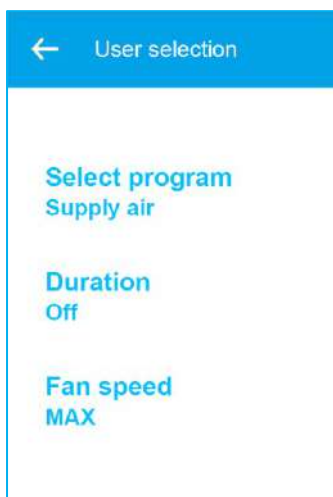 User selection
Select program
Supply air
Duration
Off
Fan speed
MAX